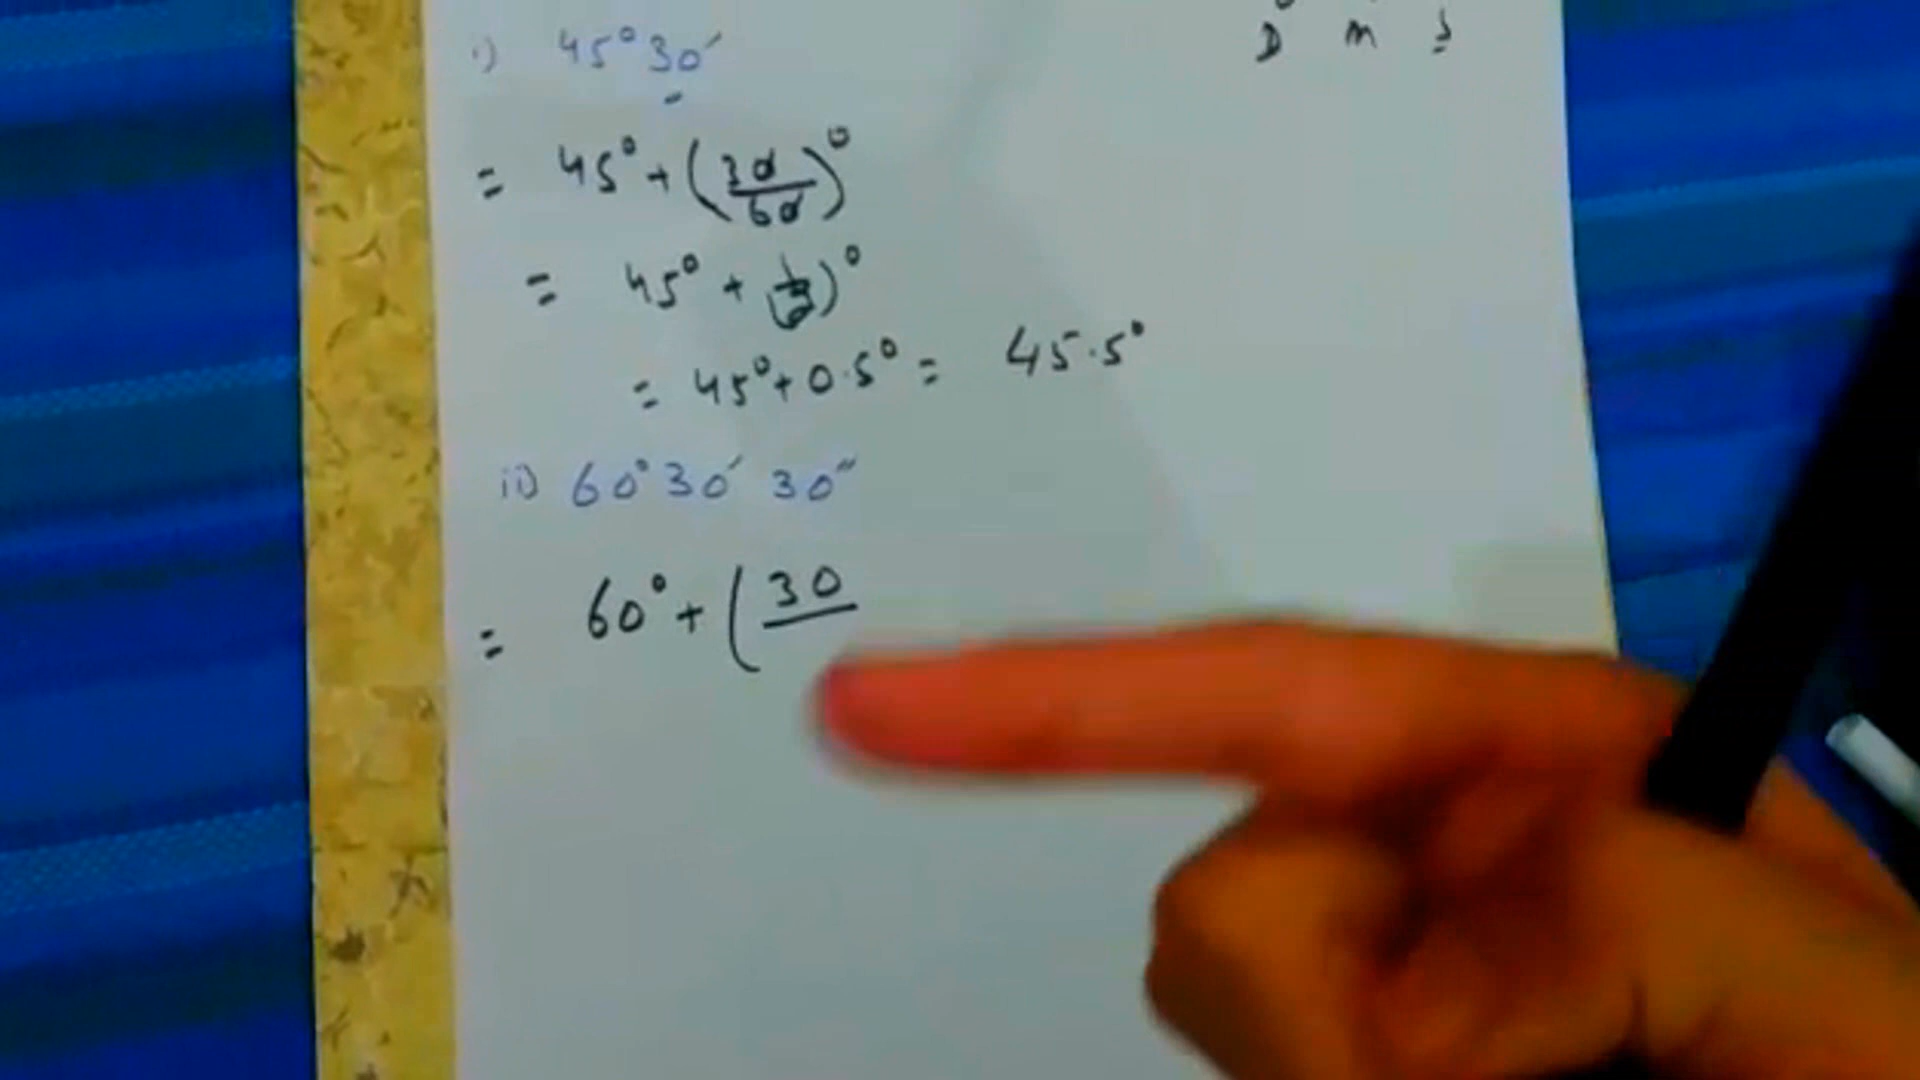 i) 45°30′
D M S
= 45° + (30/60)°
= 45° + (1/2)°
= 45° + 0.5° = 45.5°
ii) 60°30′ 30″
= 60° + (30